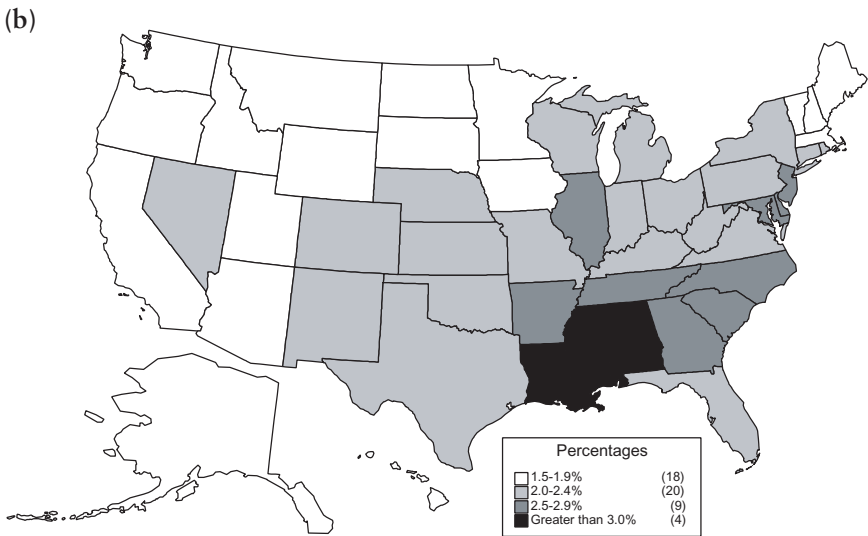 (b)
Percentages
1.5-1.9% (18)
2.0-2.4% (20)
2.5-2.9% (9)
Greater than 3.0% (4)